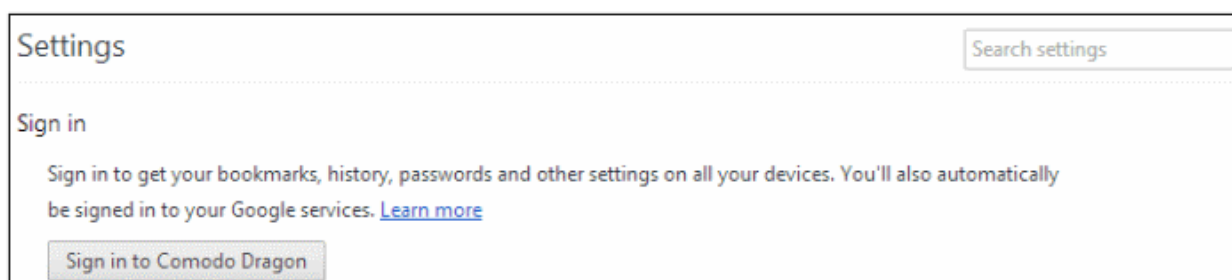 Settings
Search settings
Sign in
Sign in to get your bookmarks, history, passwords and other settings on all your devices. You'll also automatically
be signed in to your Google services. Learn more
Sign in to Comodo Dragon